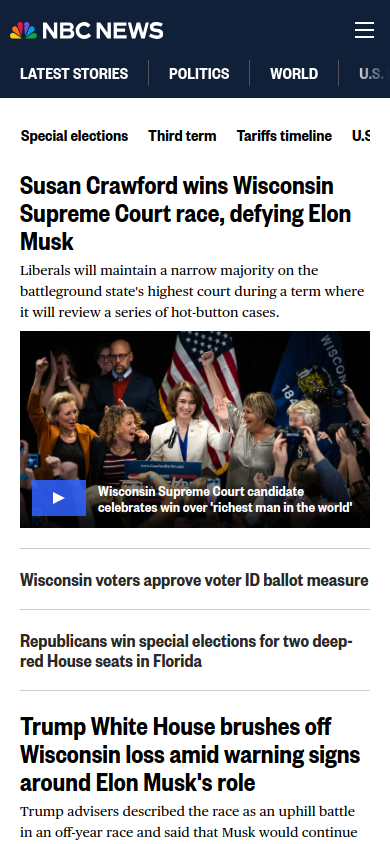 NBC NEWS
LATEST STORIES
POLITICS
WORLD
U.S.
Special elections
Third term
Tariffs timeline
U.S
Susan Crawford wins Wisconsin
Supreme Court race, defying Elon
Musk
Liberals will maintain a narrow majority on the
battleground state's highest court during a term where
it will review a series of hot-button cases.
Wisconsin Supreme Court candidate
celebrates win over 'richest man in the world'
Wisconsin voters approve voter ID ballot measure
Republicans win special elections for two deep-
red House seats in Florida
Trump White House brushes off
Wisconsin loss amid warning signs
around Elon Musk's role
Trump advisers described the race as an uphill battle
in an off-year race and said that Musk would continue